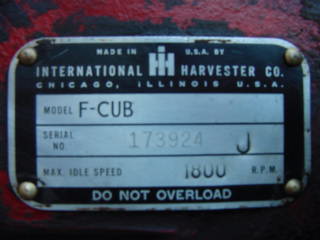 MADE IN U.S.A. BY
INTERNATIONAL IH HARVESTER CO.
CHICAGO, ILLINOIS U.S.A.
MODEL F-CUB
SERIAL NO. 173924 J
MAX. IDLE SPEED 1800 R.P.M.
DO NOT OVERLOAD